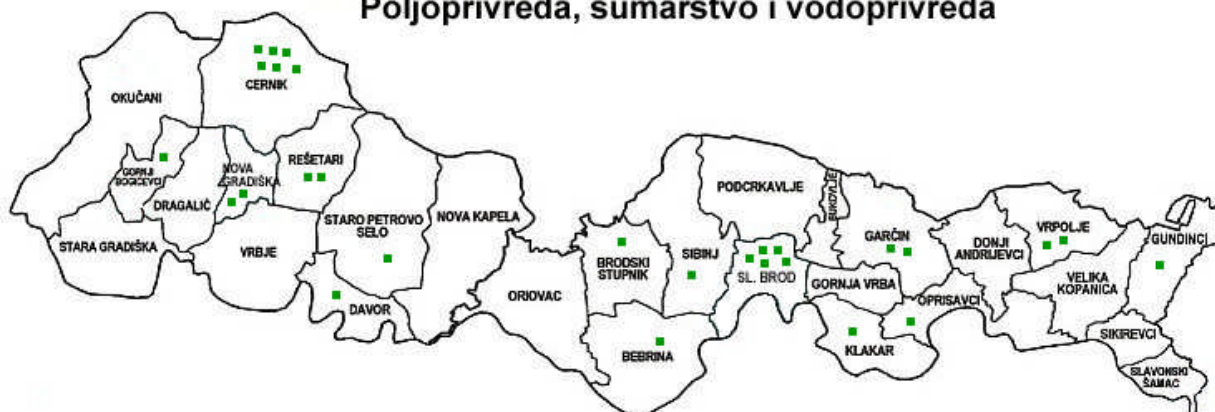 Poljoprivreda, šumarstvo i vodoprivreda
OKUČANI
CERNIK
GORNJI
BOGIĆEVCI
NOVA
GRADIŠKA
REŠETARI
DRAGALIĆ
STARA GRADIŠKA
VRBJE
STARO PETROVO
SELO
NOVA KAPELA
DAVOR
ORIOVAC
BRODSKI
STUPNIK
SIBINJ
BEBRINA
PODCRKAVLJE
BUKOVLJE
SL. BROD
GARČIN
GORNJA VRBA
KLAKAR
OPRISAVCI
DONJI
ANDRIJEVCI
VRPOLJE
VELIKA
KOPANICA
GUNDINCI
SIKIREVCI
SLAVONSKI
ŠAMAC